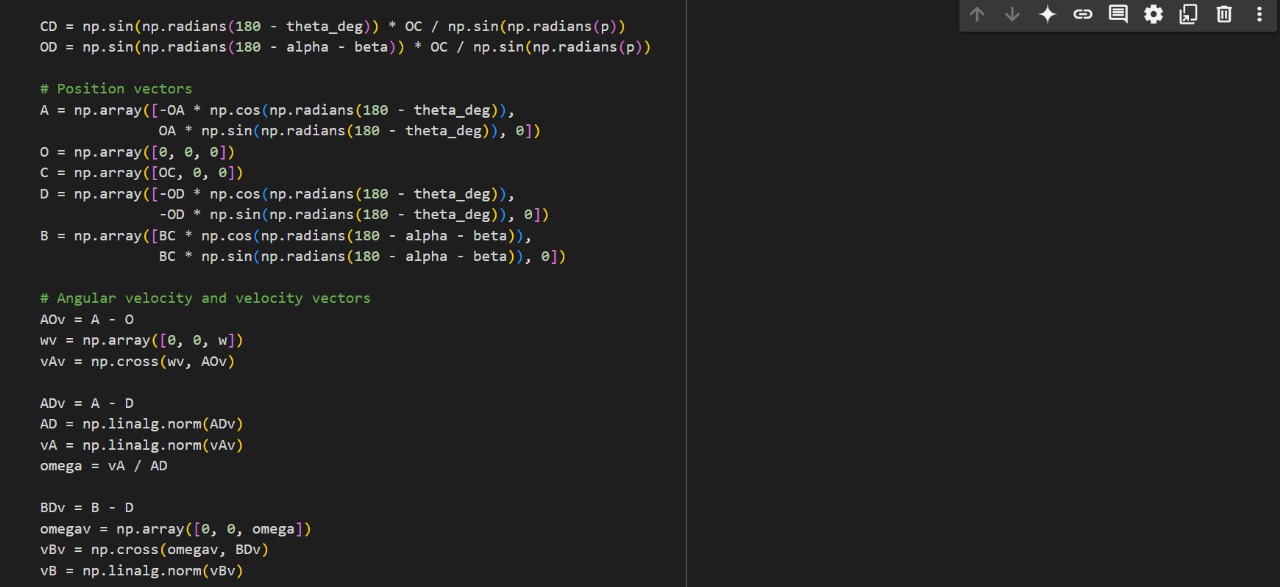 CD = np.sin(np.radians(180 - theta_deg)) * OC / np.sin(np.radians(p))
OD = np.sin(np.radians(180 - alpha - beta)) * OC / np.sin(np.radians(p))
# Position vectors
A = np.array([-OA * np.cos(np.radians(180 - theta_deg)),
OA * np.sin(np.radians(180 - theta_deg)), 0])
O = np.array([0, 0, 0])
C = np.array([OC, 0, 0])
D = np.array([-OD * np.cos(np.radians(180 - theta_deg)),
-OD * np.sin(np.radians(180 - theta_deg)), 0])
B = np.array([BC * np.cos(np.radians(180 - alpha - beta)),
BC * np.sin(np.radians(180 - alpha - beta)), 0])
# Angular velocity and velocity vectors
AOv = A - O
wv = np.array([0, 0, w])
vAv = np.cross(wv, AOv)
ADv = A - D
AD = np.linalg.norm(ADv)
vA = np.linalg.norm(vAv)
omega = vA / AD
BDv = B - D
omegav = np.array([0, 0, omega])
vBv = np.cross(omegav, BDv)
vB = np.linalg.norm(vBv)